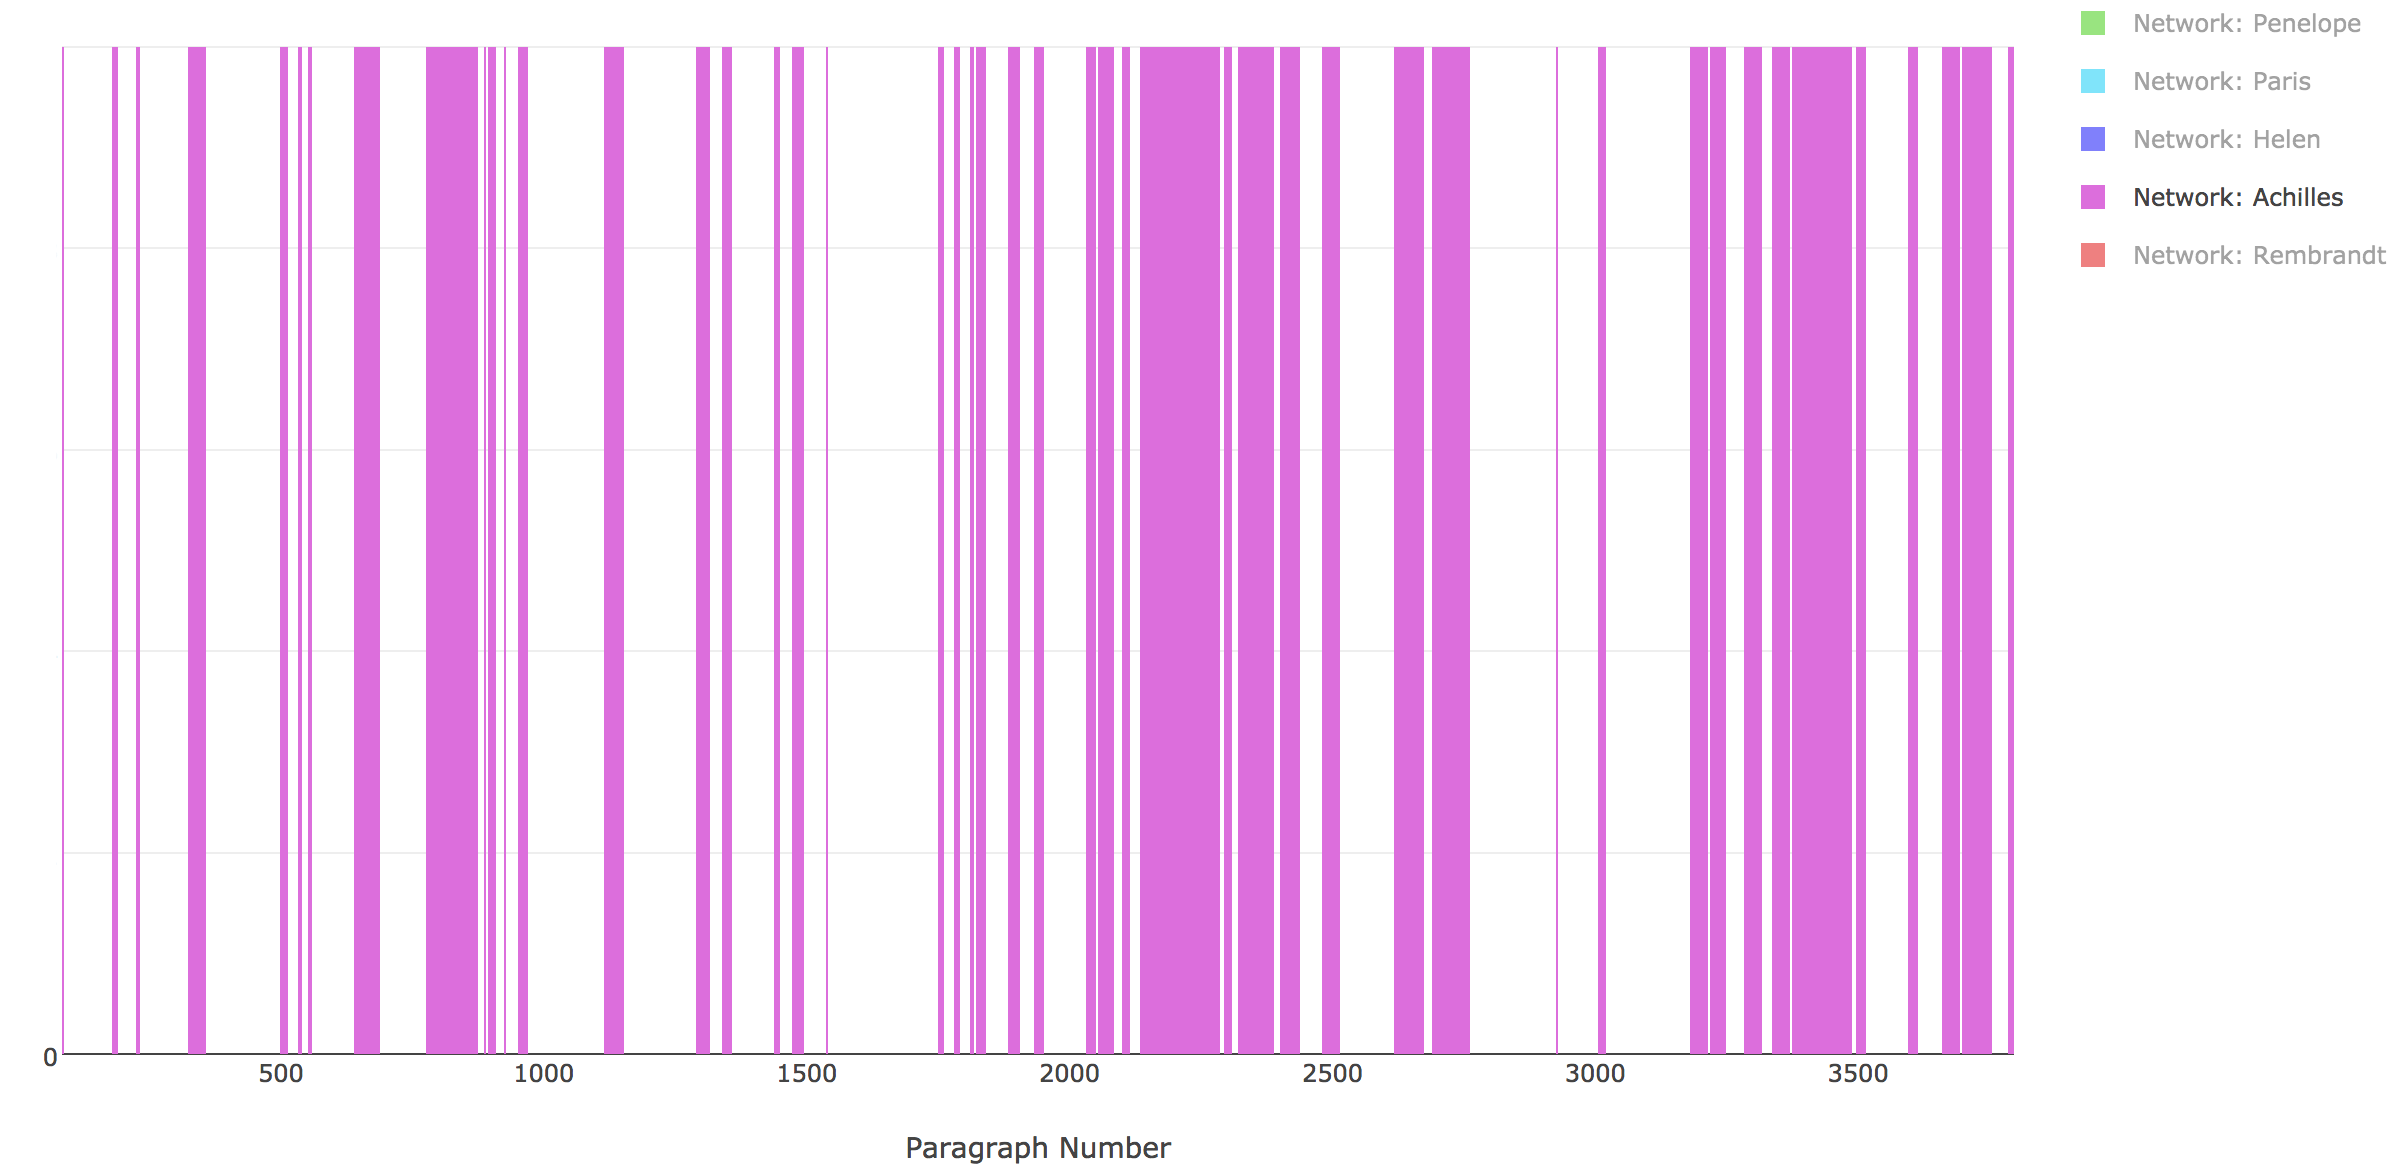 Network: Penelope
Network: Paris
Network: Helen
Network: Achilles
Network: Rembrandt
0
500 1000 1500 2000 2500 3000 3500
Paragraph Number